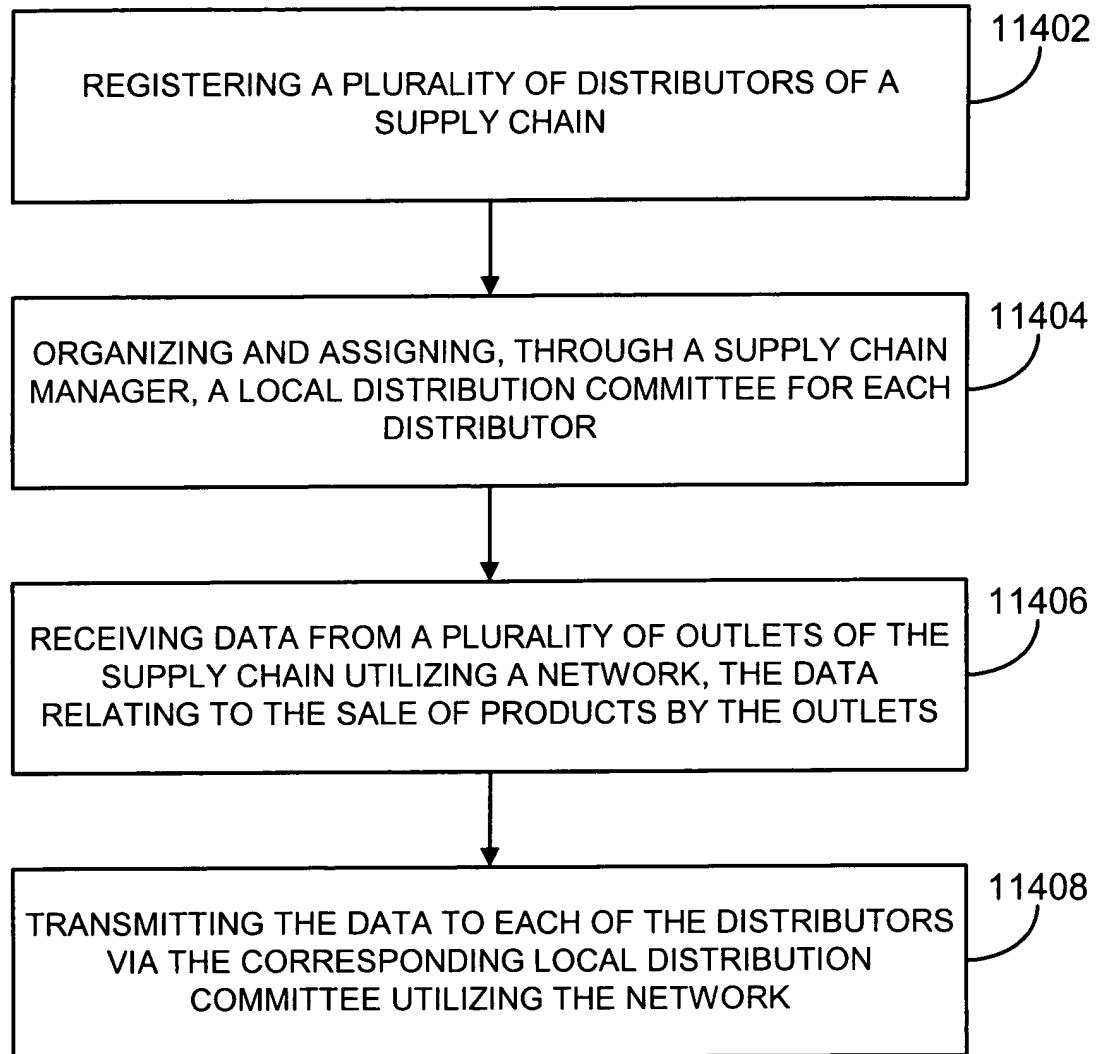 11402
REGISTERING A PLURALITY OF DISTRIBUTORS OF A
SUPPLY CHAIN
11404
ORGANIZING AND ASSIGNING, THROUGH A SUPPLY CHAIN
MANAGER, A LOCAL DISTRIBUTION COMMITTEE FOR EACH
DISTRIBUTOR
11406
RECEIVING DATA FROM A PLURALITY OF OUTLETS OF THE
SUPPLY CHAIN UTILIZING A NETWORK, THE DATA
RELATING TO THE SALE OF PRODUCTS BY THE OUTLETS
11408
TRANSMITTING THE DATA TO EACH OF THE DISTRIBUTORS
VIA THE CORRESPONDING LOCAL DISTRIBUTION
COMMITTEE UTILIZING THE NETWORK